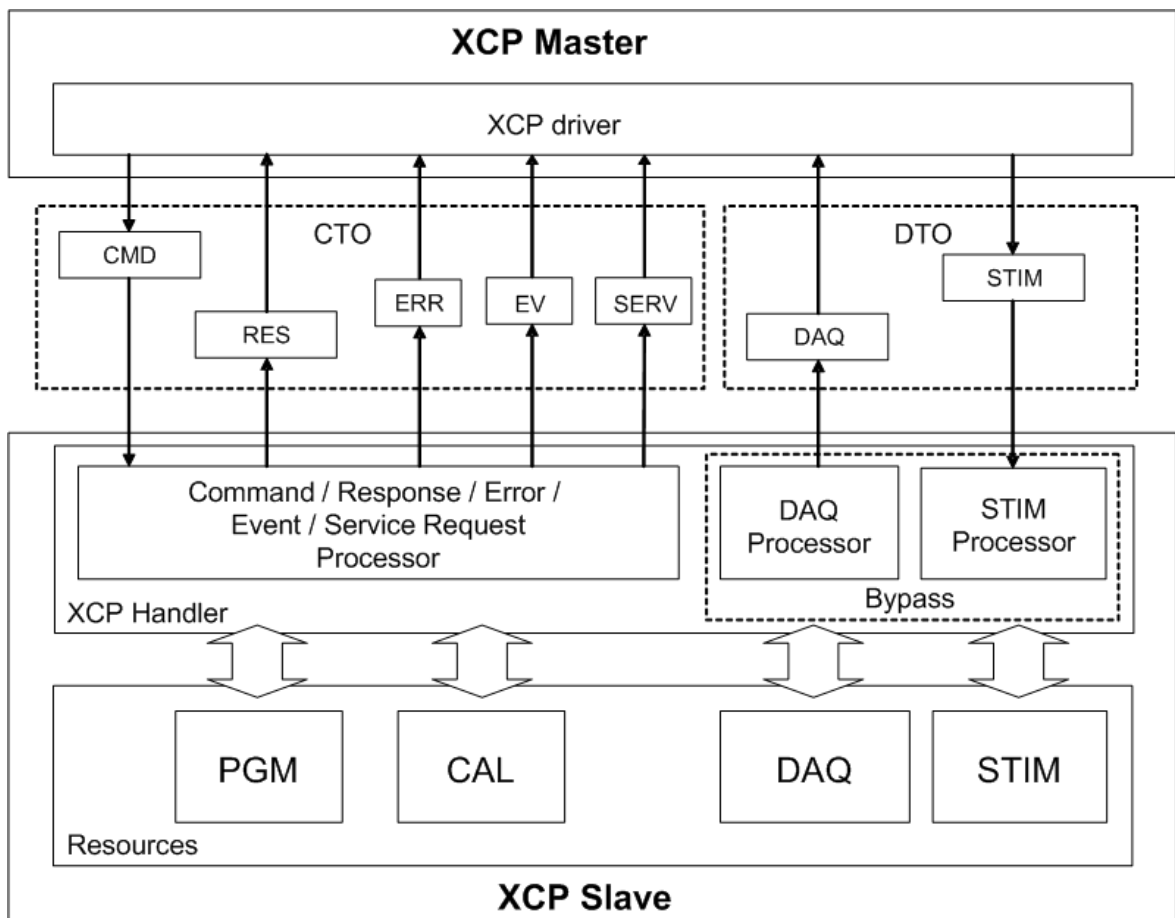 XCP Master
XCP driver
CTO
DTO
CMD
STIM
ERR
EV
SERV
RES
DAQ
Command / Response / Error /
Event / Service Request
Processor
DAQ
Processor
STIM
Processor
Bypass
XCP Handler
PGM
CAL
DAQ
STIM
Resources
XCP Slave